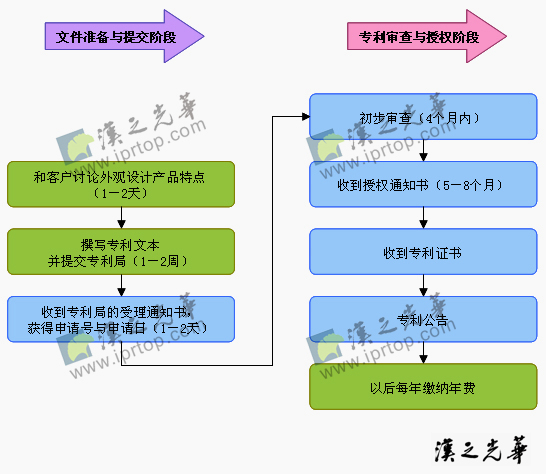 文件准备与提交阶段
专利审查与授权阶段
和客户讨论外观设计产品特点
(1—2天)
撰写专利文本
并提交专利局(1—2周)
收到专利局的受理通知书,
获得申请号与申请日(1—2天)
初步审查(4个月内)
收到授权通知书(5—8个月)
收到专利证书
专利公告
以后每年缴纳年费
漢之光華
www.iprtop.com
漢之光華
www.iprtop.com
漢之光華
www.iprtop.com
漢之光華
www.iprtop.com
漢之光華